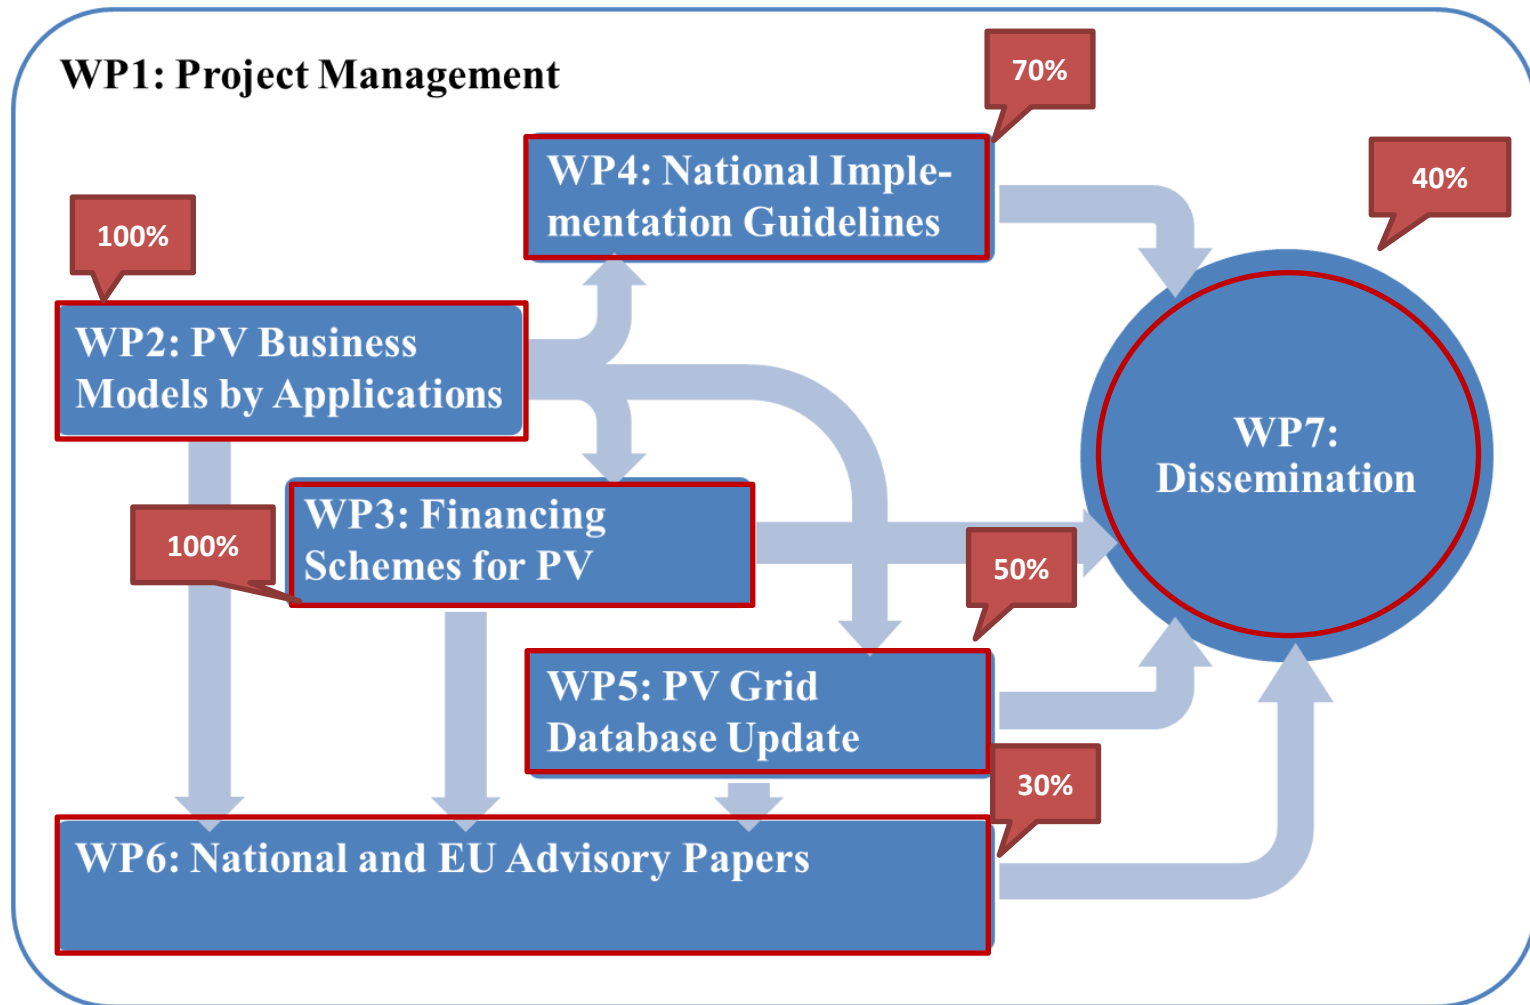 WP1: Project Management
70%
WP4: National Imple-
mentation Guidelines
40%
100%
WP2: PV Business
Models by Applications
WP7:
Dissemination
WP3: Financing
Schemes for PV
100%
50%
WP5: PV Grid
Database Update
30%
WP6: National and EU Advisory Papers